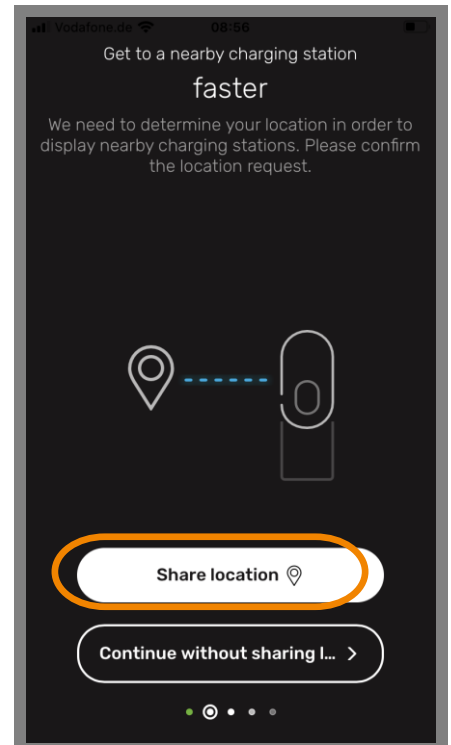 Vodafone.de 08:56
Get to a nearby charging station
faster
We need to determine your location in order to
display nearby charging stations. Please confirm
the location request.
Share location
Continue without sharing l...